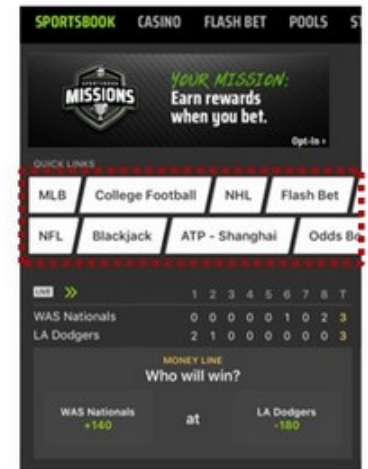 SPORTSBOOK CASINO FLASH BET POOLS
SPORTSBOOK
MISSIONS
YOUR MISSION:
Earn rewards
when you bet.
Opt-In ›
QUICK LINKS
MLB College Football NHL Flash Bet
NFL Blackjack ATP - Shanghai Odds
LIVE 1 2 3 4 5 6 7 8 T
WAS Nationals 0 0 0 0 0 1 0 2 3
LA Dodgers 2 1 0 0 0 0 0 0 3
MONEY LINE
Who will win?
WAS Nationals at LA Dodgers
+140 -180